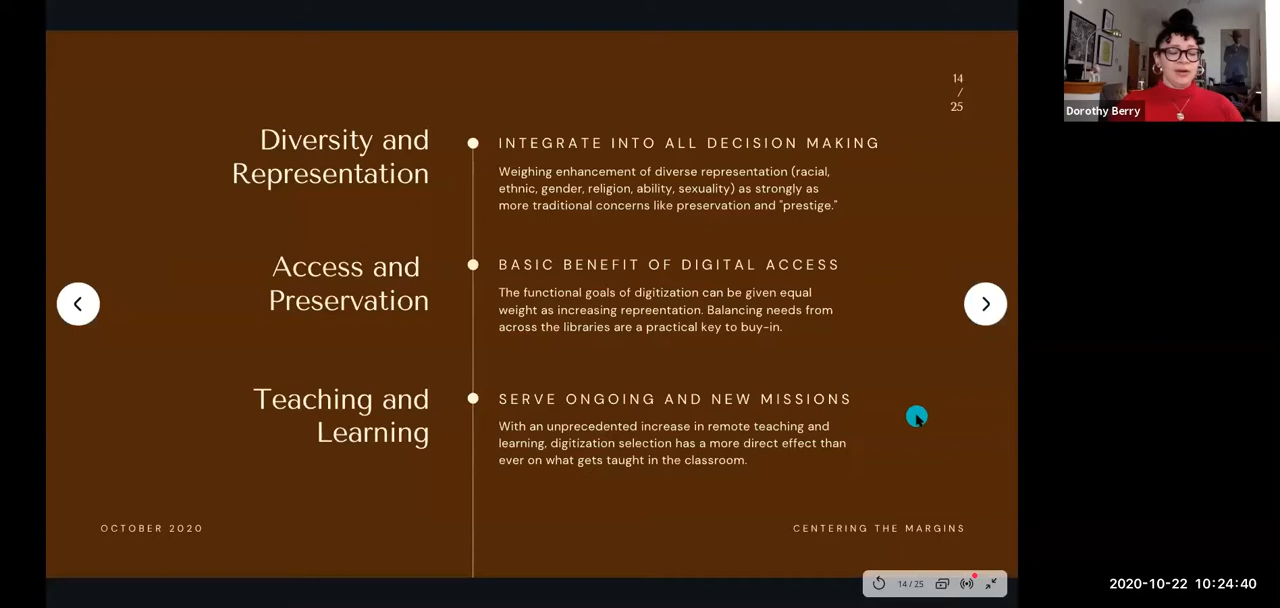 14
/
25
Diversity and
Representation
INTEGRATE INTO ALL DECISION MAKING
Weighing enhancement of diverse representation (racial,
ethnic, gender, religion, ability, sexuality) as strongly as
more traditional concerns like preservation and "prestige."
Access and
Preservation
BASIC BENEFIT OF DIGITAL ACCESS
The functional goals of digitization can be given equal
weight as increasing repreentation. Balancing needs from
across the libraries are a practical key to buy-in.
Teaching and
Learning
SERVE ONGOING AND NEW MISSIONS
With an unprecedented increase in remote teaching and
learning, digitization selection has a more direct effect than
ever on what gets taught in the classroom.
OCTOBER 2020
CENTERING THE MARGINS
14 / 25
Dorothy Berry
2020-10-22 10:24:40